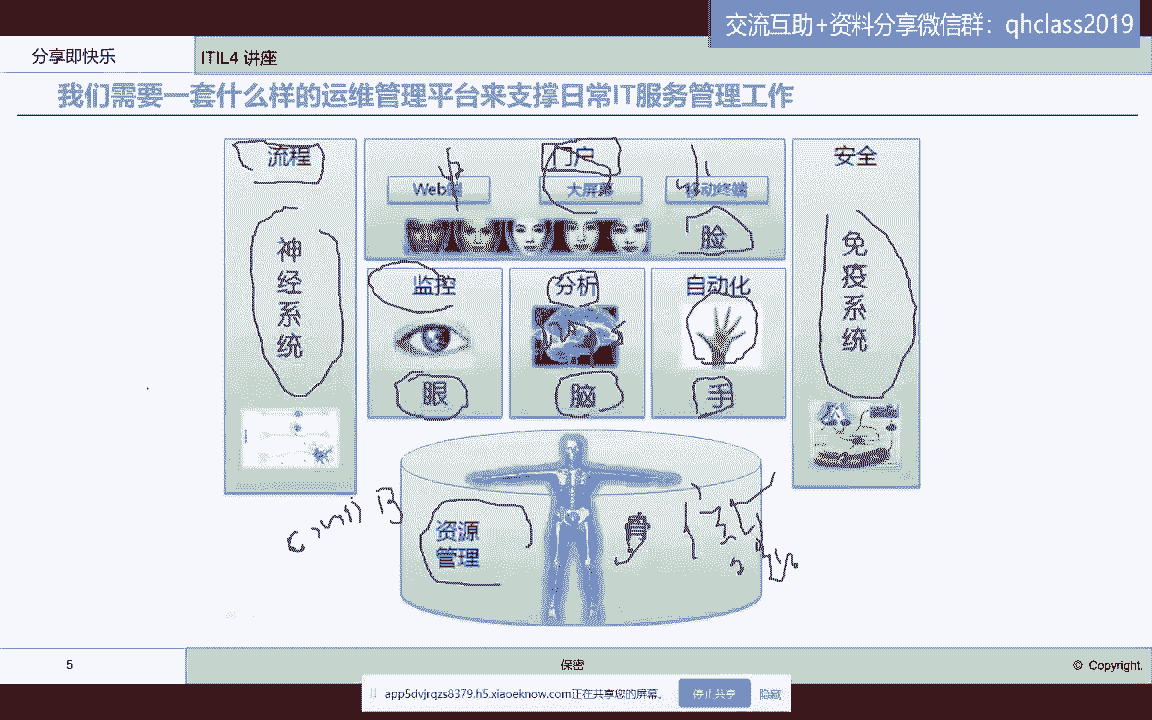 交流互助+资料分享微信群：qhclass2019
分享即快乐
ITIL4 讲座
我们需要一套什么样的运维管理平台来支撑日常IT服务管理工作
流程
神经系统
门户
Web端
大屏幕
移动终端
脸
监控
眼
分析
脑
自动化
手
安全
免疫系统
资源
管理
骨
5
保密
© Copyright.
app5dvjrqzs8379.h5.xiaoeknow.com正在共享您的屏幕。
停止共享
隐藏